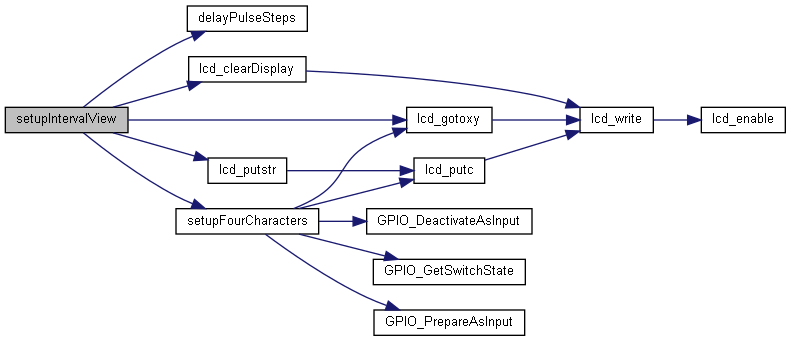 delayPulseSteps
lcd_clearDisplay
setupIntervalView
lcd_gotoxy
lcd_write
lcd_enable
lcd_putstr
lcd_putc
setupFourCharacters
GPIO_DeactivateAsInput
GPIO_GetSwitchState
GPIO_PrepareAsInput